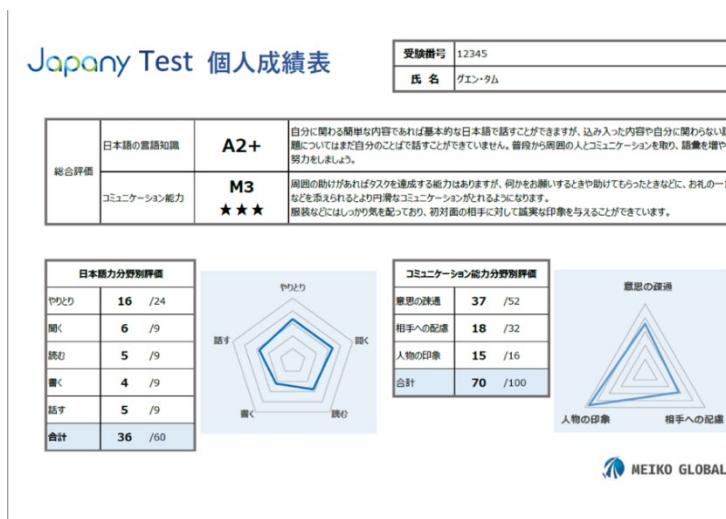 Japany Test 個人成績表
受験番号 12345
氏 名 グエン・タム
総合評価
日本語の言語知識 A2+
自分に関わる簡単な内容であれば基本的な日本語で話すことができますが、込み入った内容や自分に関わらない
題についてはまだ自分のことばで話すことができていません。普段から周囲の人とコミュニケーションを取り、語彙を増や
努力をしましょう。
コミュニケーション能力 M3
★★★
周囲の助けがあればタスクを達成する能力はありますが、何かをお願いするときや助けてもらったときなどに、お礼の一
などを添えられるとより円滑なコミュニケーションがとれるようになります。
服装などにはしっかり気を配っており、初対面の相手に対して誠実な印象を与えることができています。
日本語力分野別評価
やりとり 16 /24
聞く 6 /9
読む 5 /9
書く 4 /9
話す 5 /9
合計 36 /60
やりとり
話す 聞く
書く 読む
コミュニケーション能力分野別評価
意思の疎通 37 /52
相手への配慮 18 /32
人物の印象 15 /16
合計 70 /100
意思の疎通
人物の印象 相手への配慮
MEIKO GLOBAL